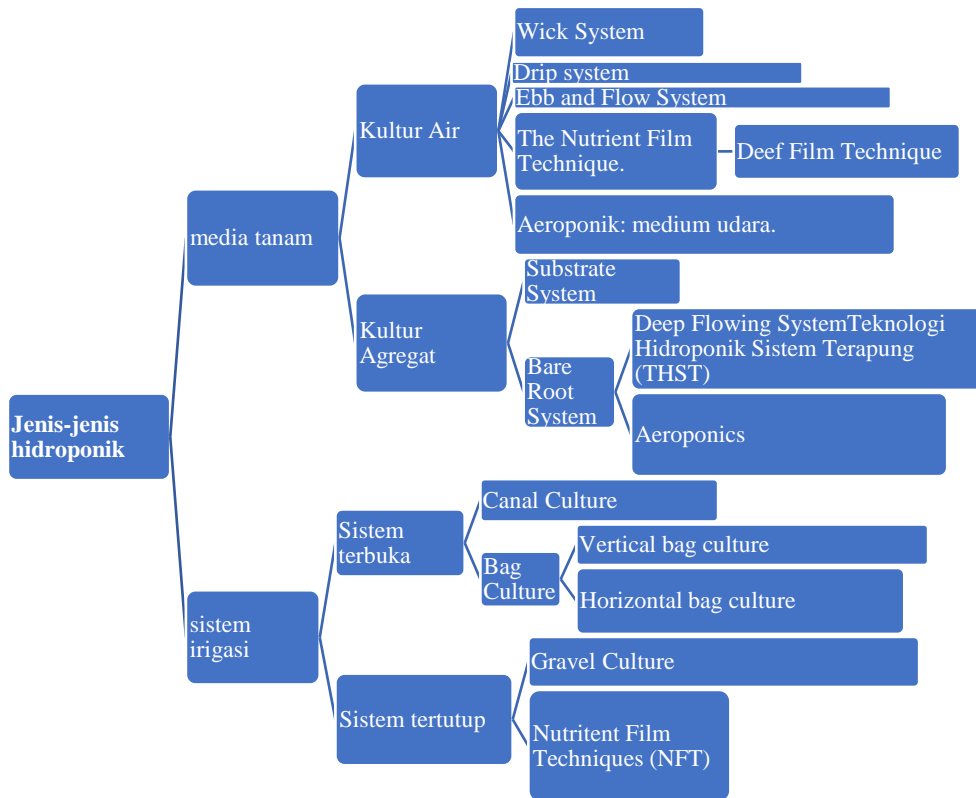 Wick System
Drip system
Ebb and Flow System
Kultur Air
The Nutrient Film
Technique.
Deef Film Technique
Aeroponik: medium udara.
media tanam
Substrate
System
Kultur
Agregat
Deep Flowing SystemTeknologi
Hidroponik Sistem Terapung
(THST)
Bare
Root
System
Aeroponics
Jenis-jenis
hidroponik
Canal Culture
Sistem
terbuka
Vertical bag culture
Bag
Culture
Horizontal bag culture
sistem
irigasi
Gravel Culture
Sistem tertutup
Nutritent Film
Techniques (NFT)